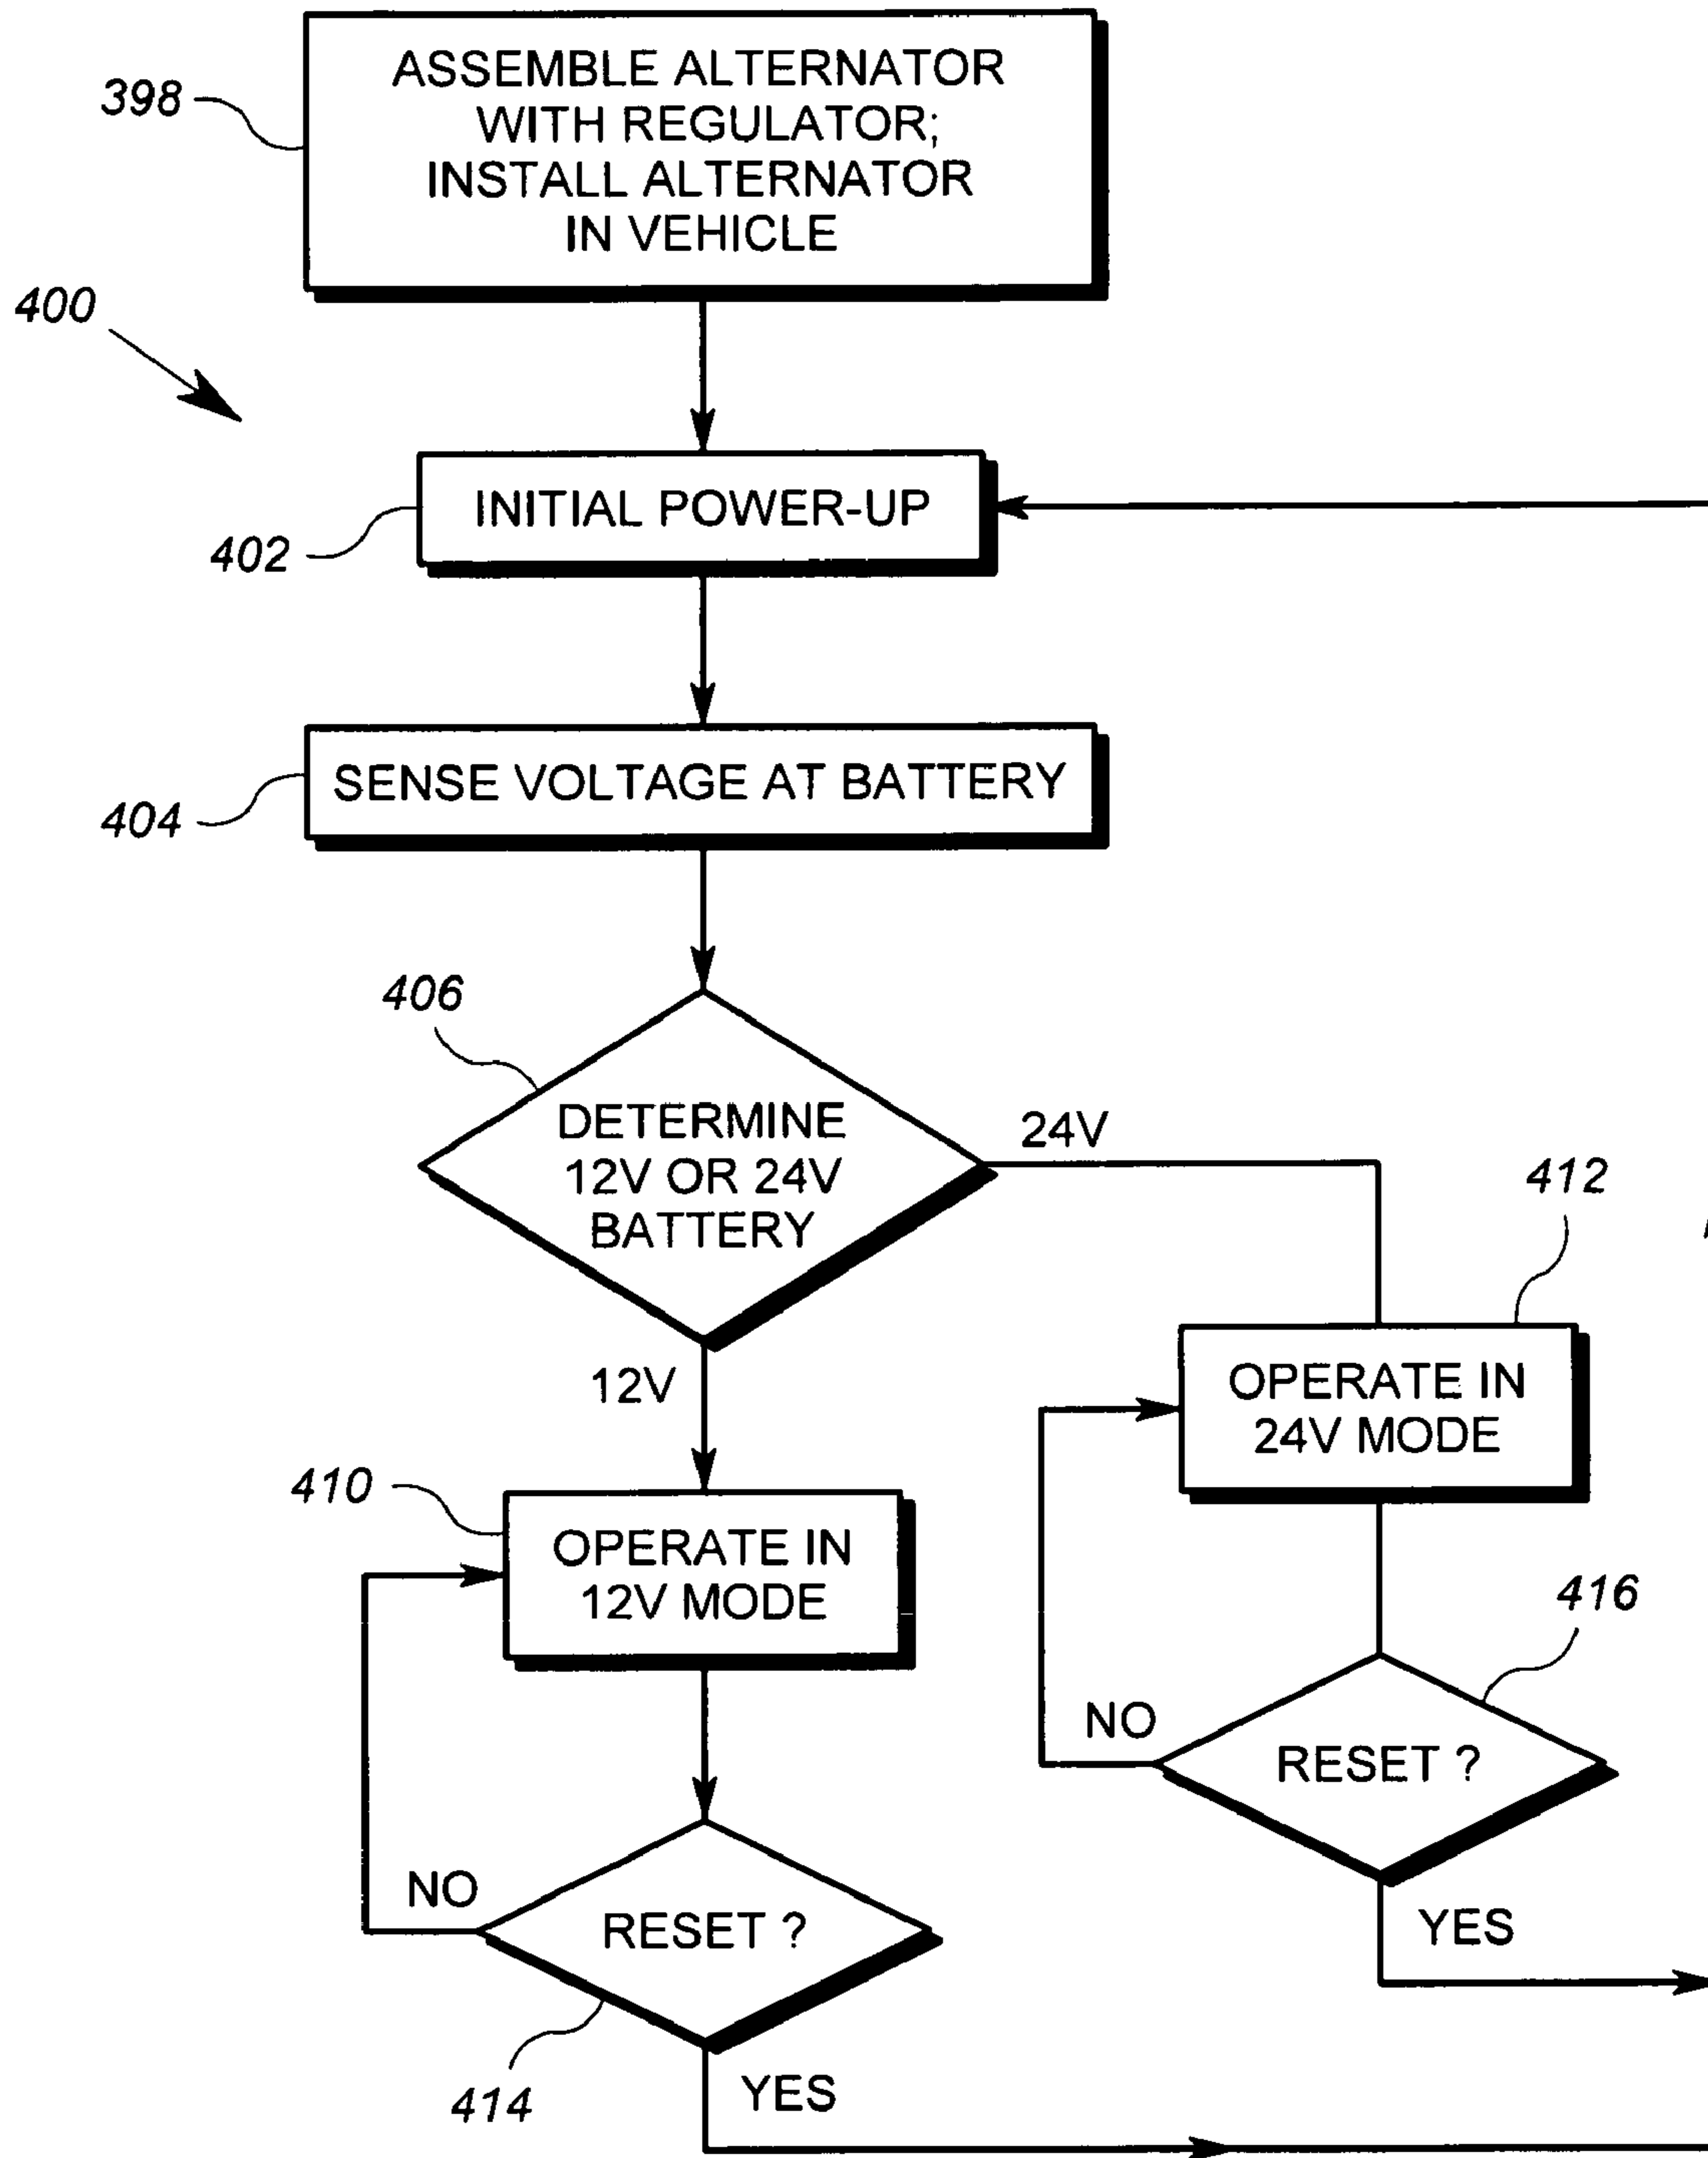 398
ASSEMBLE ALTERNATOR
WITH REGULATOR;
INSTALL ALTERNATOR
IN VEHICLE
400
INITIAL POWER-UP
402
SENSE VOLTAGE AT BATTERY
404
406
DETERMINE
12V OR 24V
BATTERY
24V
412
12V
OPERATE IN
24V MODE
410
OPERATE IN
12V MODE
416
NO
RESET ?
NO
RESET ?
YES
414
YES